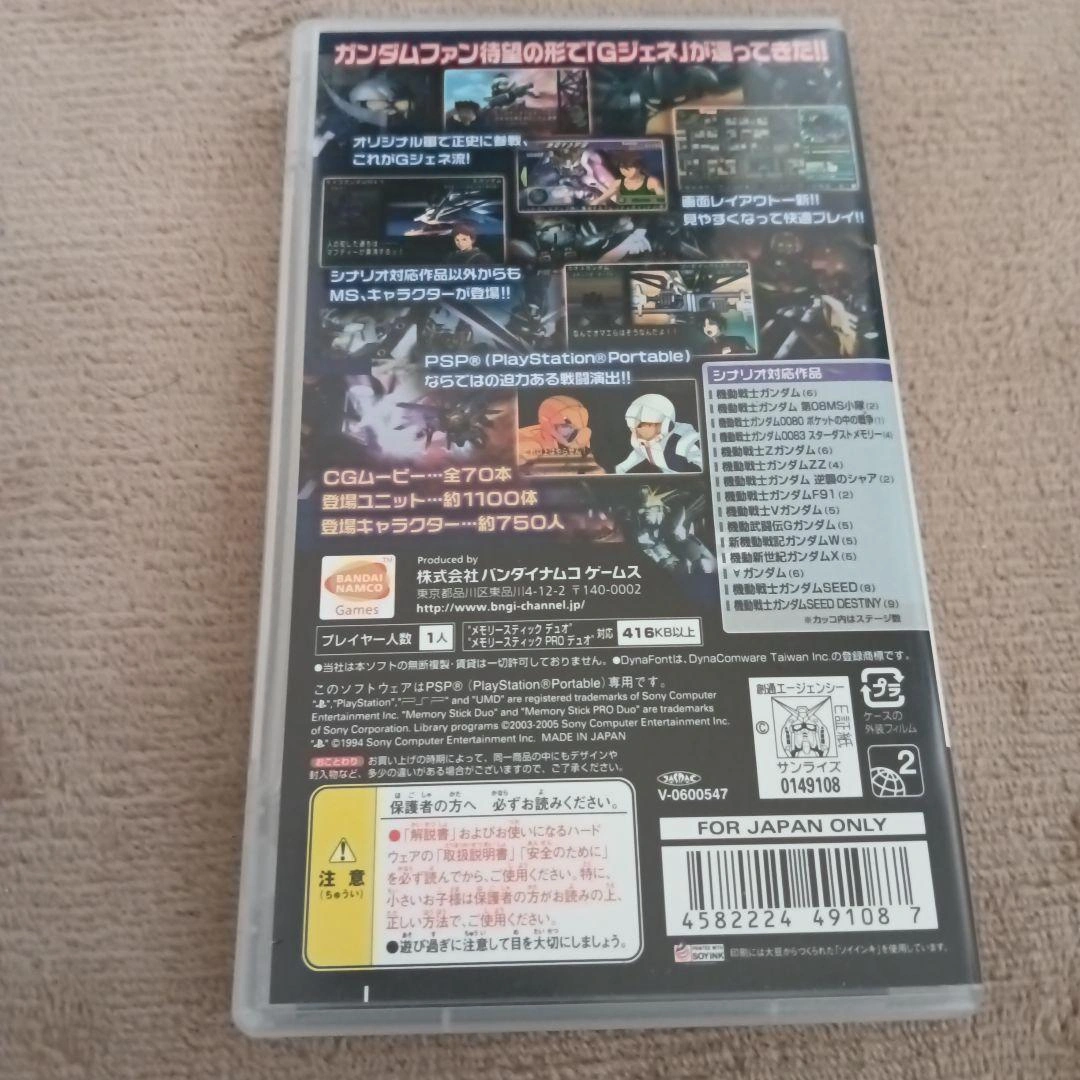 ガンダムファン待望の形で「Gジェネ」が還ってきた!!
オリジナル軍で正史に参戦、
これがGジェネ流!
画面レイアウト一新!!
見やすくなって快適プレイ!!
シナリオ対応作品以外からも
MS、キャラクターが登場!!
なんでオマエらはそうなんだよ!!
PSP®(PlayStation®Portable)
ならではの迫力ある戦闘演出!!
CGムービー…全70本
登場ユニット…約1100体
登場キャラクター…約750人
シナリオ対応作品
機動戦士ガンダム(6)
機動戦士ガンダム 第08MS小隊(2)
機動戦士ガンダム0080 ポケットの中の戦争(1)
機動戦士ガンダム0083 スターダストメモリー(4)
機動戦士Zガンダム(6)
機動戦士ガンダムZZ(4)
機動戦士ガンダム 逆襲のシャア(2)
機動戦士ガンダムF91(2)
機動戦士Vガンダム(5)
機動武闘伝Gガンダム(5)
新機動戦記ガンダムW(5)
機動新世紀ガンダムX(5)
∀ガンダム(6)
機動戦士ガンダムSEED(8)
機動戦士ガンダムSEED DESTINY(9)
※カッコ内はステージ数
BANDAI
NAMCO
Games
Produced by
株式会社 バンダイナムコ ゲームス
東京都品川区東品川4-12-2 〒140-0002
http://www.bngi-channel.jp/
プレイヤー人数 1人
"メモリースティック デュオ"
"メモリースティック PRO デュオ" 対応 416KB以上
●当社は本ソフトの無断複製・賃貸は一切許可しておりません。●DynaFontは、DynaComware Taiwan Inc.の登録商標です。
このソフトウェアはPSP®(PlayStation®Portable)専用です。
"PlayStation", "PSP" and "UMD" are registered trademarks of Sony Computer
Entertainment Inc. "Memory Stick Duo" and "Memory Stick PRO Duo" are trademarks
of Sony Corporation. Library programs ©2003-2005 Sony Computer Entertainment Inc.
©1994 Sony Computer Entertainment Inc. MADE IN JAPAN
おことわり お買い上げの時期によって、同一商品の中にもデザインや
封入物など、多少の違いがある場合がございますので、ご了承ください。
創通エージェンシー
©
E証紙
サンライズ
0149108
プラ
ケースの
外装フィルム
2
JASRAC
V-0600547
注意
(ちゅうい)
保護者の方へ 必ずお読みください。
●「解説書」およびお使いになるハード
ウェアの「取扱説明書」「安全のために」
を必ず読んでから、ご使用ください。特に、
小さいお子様は保護者の方がお読みの上、
正しい方法で、ご使用ください。
●遊び過ぎに注意して目を大切にしましょう。
FOR JAPAN ONLY
4582224 491087
PRINTED WITH
SOY INK
印刷には大豆からつくられた「ソイインキ」を使用しています。